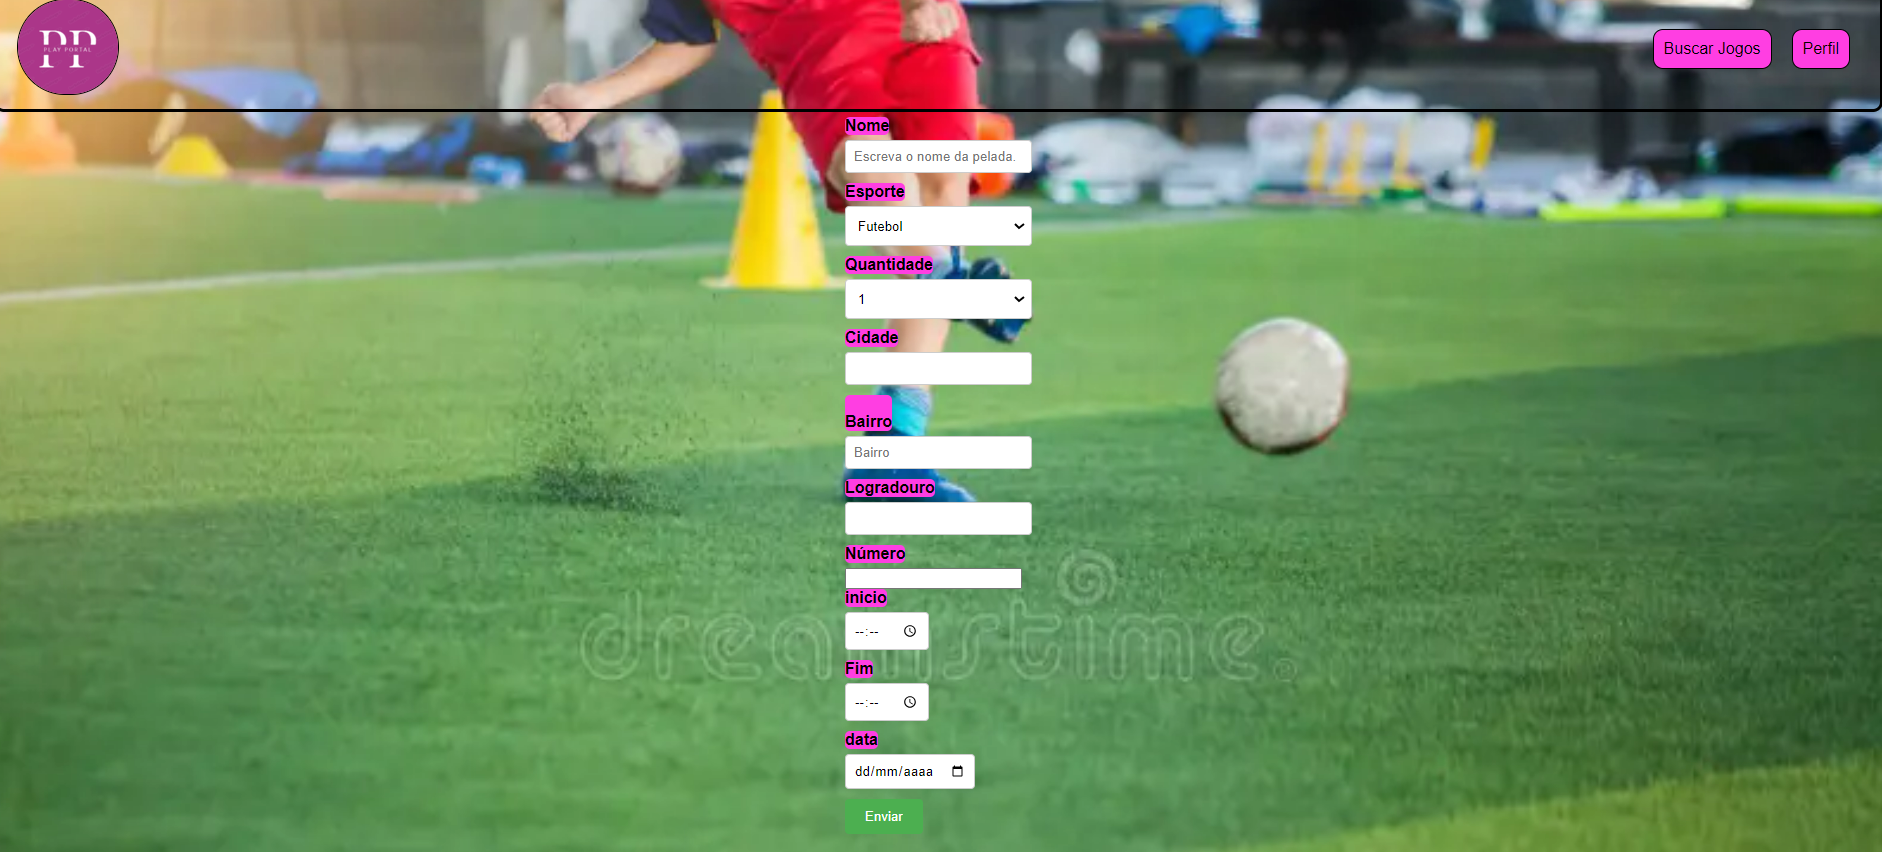 PP
PLAY PORTAL
Buscar Jogos
Perfil
Nome
Escreva o nome da pelada.
Esporte
Futebol
Quantidade
1
Cidade
Bairro
Bairro
Logradouro
Número
inicio
--:--
dreamstime
Fim
--:--
data
dd/mm/aaaa
Enviar